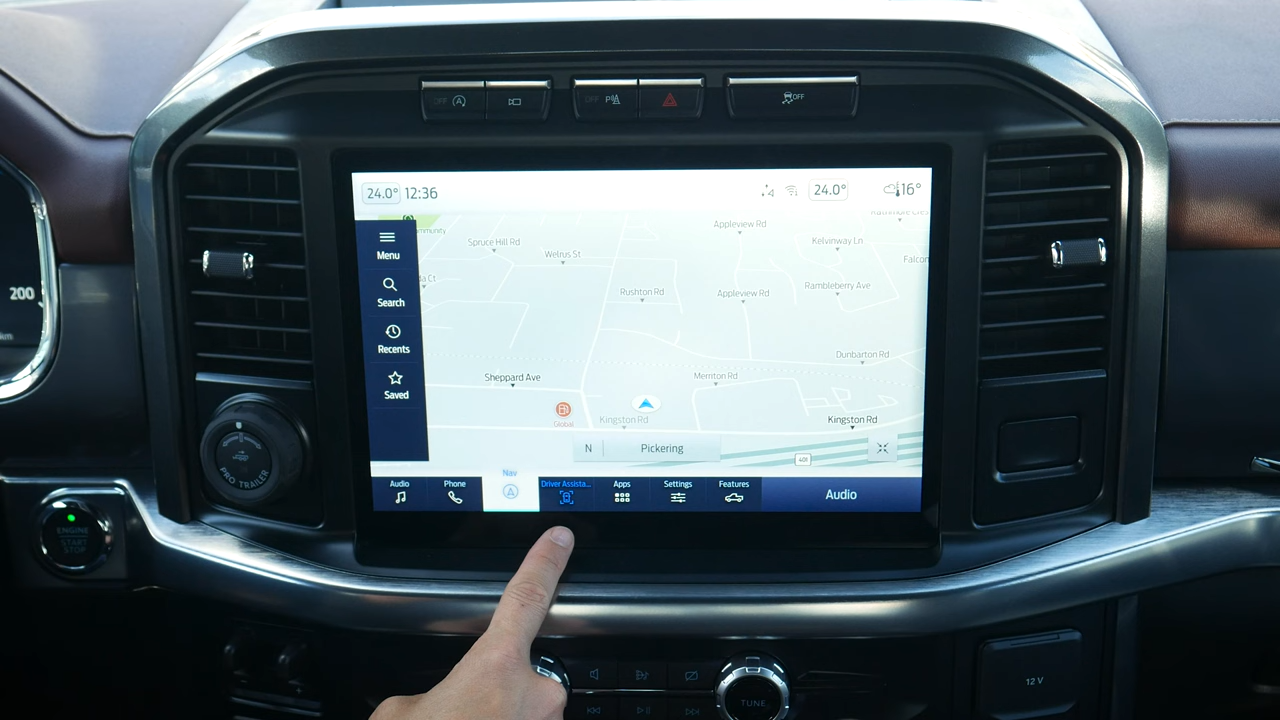 OFF
OFF
P
OFF
24.0° 12:36
24.0°
16°
Menu
Search
Recents
Saved
Appleview Rd
Spruce Hill Rd
Kelvinway Ln
Welrus St
Falcon
Rushton Rd
Appleview Rd
Rambleberry Ave
Dunbarton Rd
Sheppard Ave
Merriton Rd
Global
Kingston Rd
Kingston Rd
N
Pickering
401
Audio
Phone
Nav
Driver Assista...
Apps
Settings
Features
Audio
200
km
PRO TRAILER
ENGINE
START
STOP
12 V
TUNE